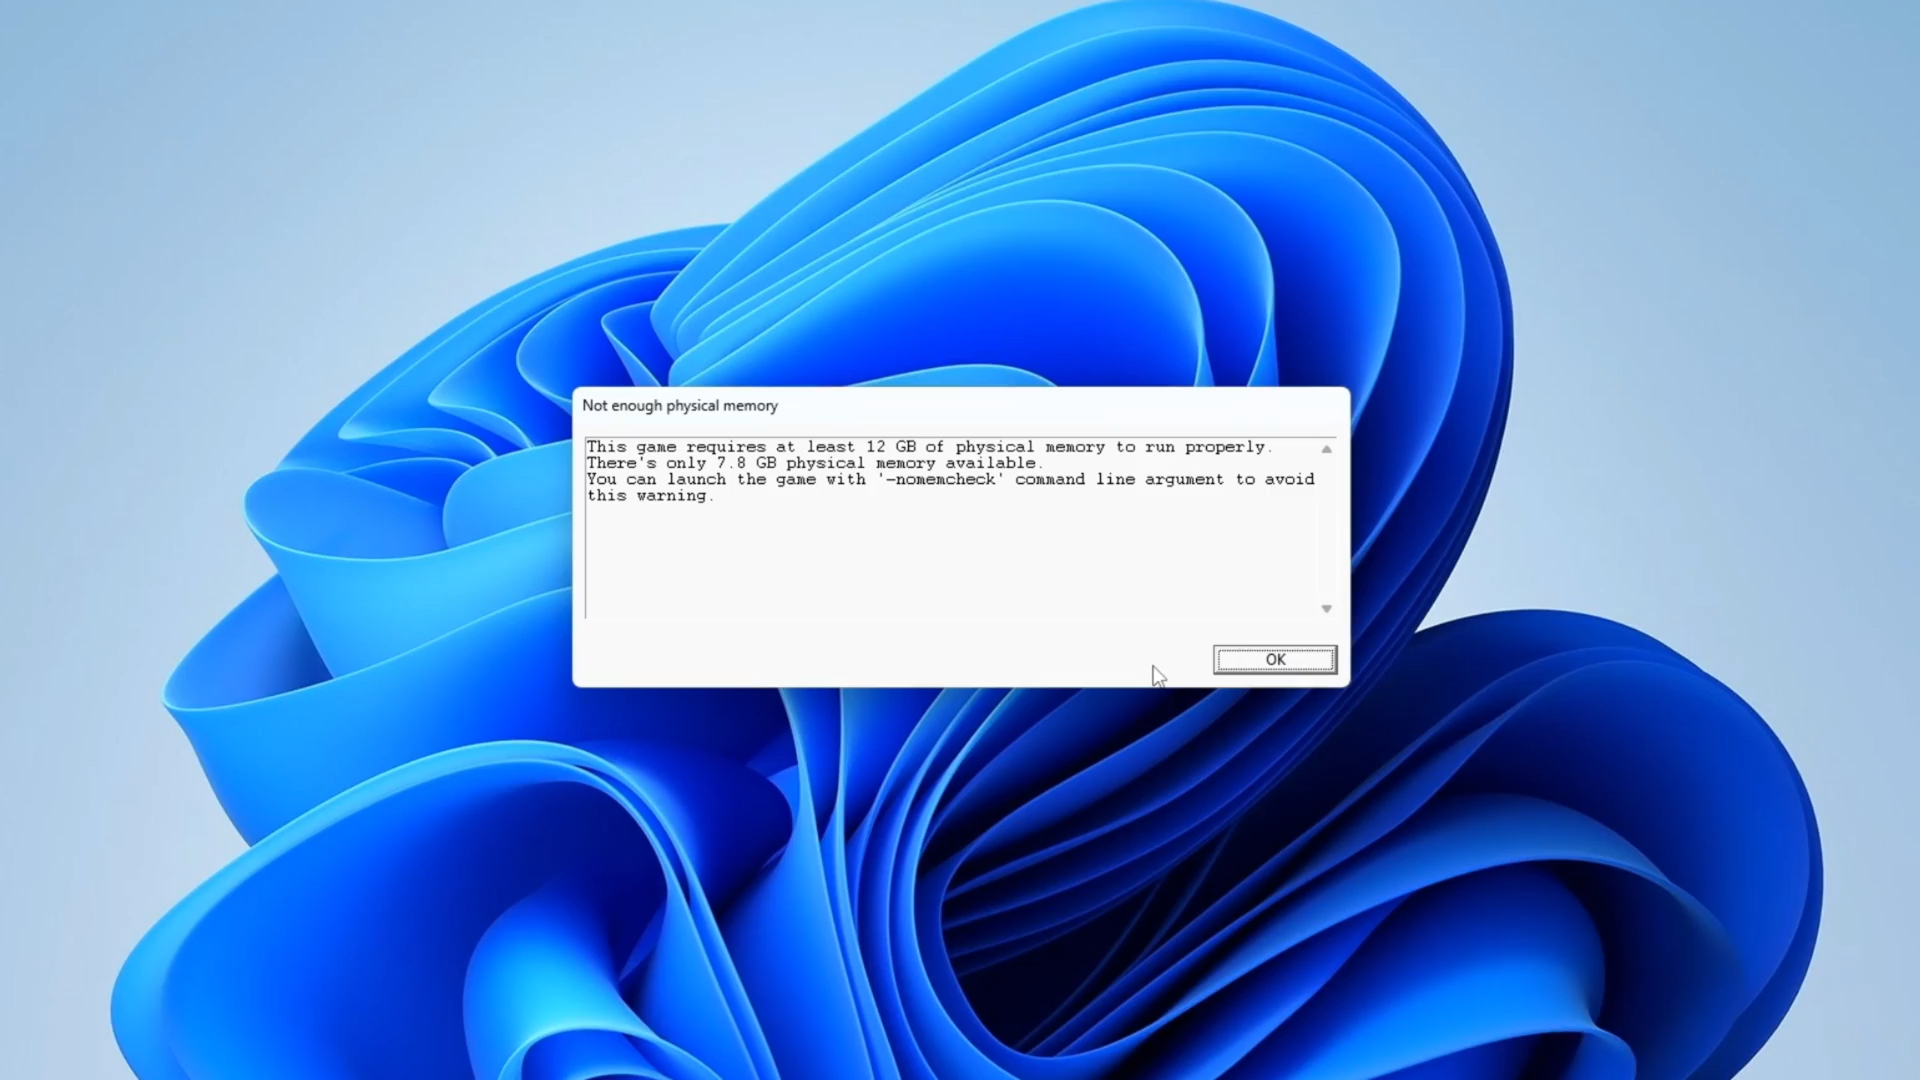 Not enough physical memory
This game requires at least 12 GB of physical memory to run properly.
There's only 7.8 GB physical memory available.
You can launch the game with '-nomemcheck' command line argument to avoid
this warning.
OK